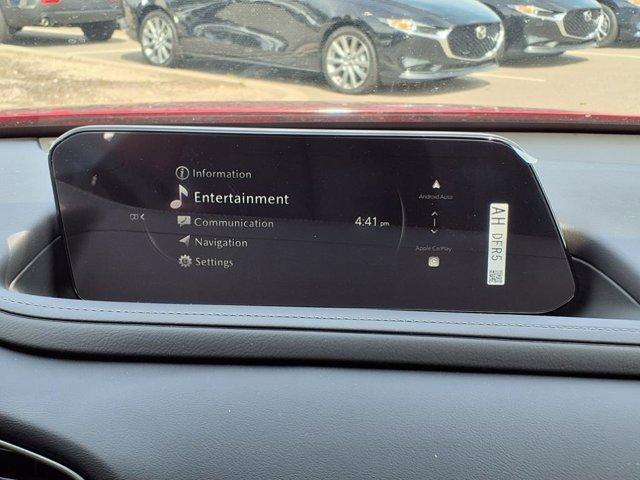 Information
Entertainment
Communication
Navigation
Settings
4:41 pm
Android Auto
Apple CarPlay
AH DFR5